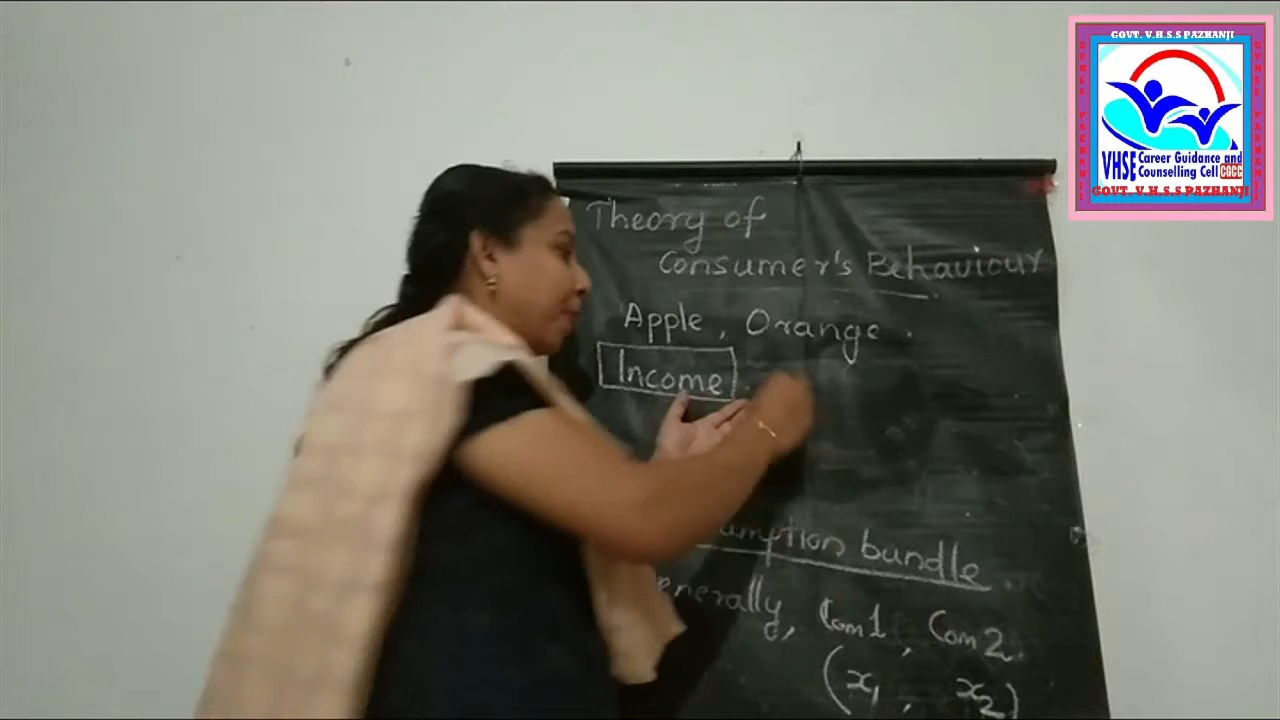 GOVT. V.H.S.S PAZHANJI
VHSE Career Guidance and
Counselling Cell CGCC
GOVT. V.H.S.S PAZHANJI
Theory of
Consumer's Behaviour
Apple, Orange.
Income
bundle.
Com 1, Com 2.
(x₁, x₂)